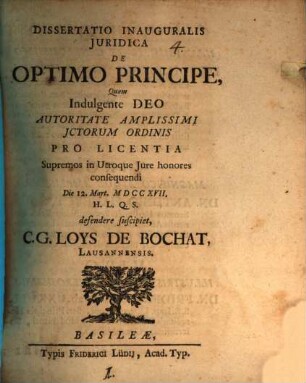 DISSERTATIO INAUGURALIS
JURIDICA
4.
DE
OPTIMO PRINCIPE,
Quam
Indulgente DEO
AUTORITATE AMPLISSIMI
JCTORUM ORDINIS
PRO LICENTIA
Supremos in Utroque Jure honores
consequendi
Die 12. Mart. MDCCXVII.
H. L. Q. S.
defendere suscipiet,
C. G. LOYS DE BOCHAT,
LAUSANNENSIS.
BASILEÆ,
Typis FRIDERICI LÜDIJ, Acad. Typ.
1.